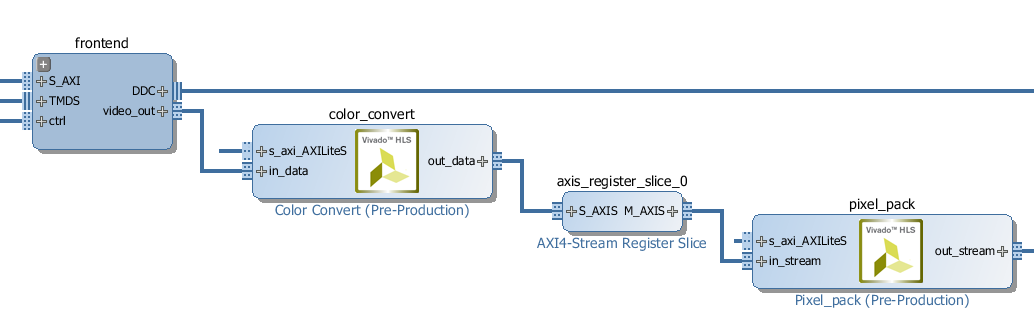 frontend
S_AXI
TMDS
ctrl
DDC
video_out
color_convert
s_axi_AXILiteS
in_data
Vivado™ HLS
out_data
Color Convert (Pre-Production)
axis_register_slice_0
S_AXIS M_AXIS
AXI4-Stream Register Slice
pixel_pack
s_axi_AXILiteS
in_stream
Vivado™ HLS
out_stream
Pixel_pack (Pre-Production)